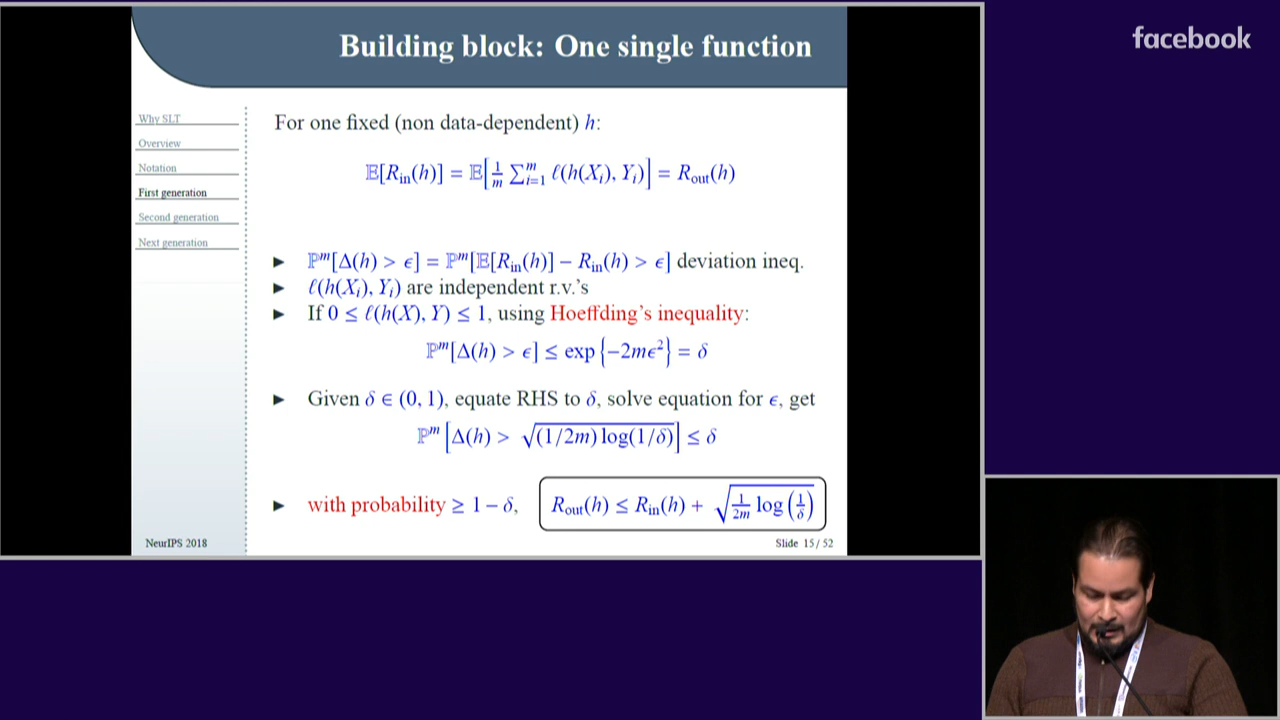 facebook
Building block: One single function
Why SLT
Overview
Notation
First generation
Second generation
Next generation
For one fixed (non data-dependent) h:
𝔼[R_in(h)] = 𝔼[1/m ∑_{i=1}^m ℓ(h(X_i), Y_i)] = R_out(h)
► ℙ^m[Δ(h) > ϵ] = ℙ^m[𝔼[R_in(h)] − R_in(h) > ϵ] deviation ineq.
► ℓ(h(X_i), Y_i) are independent r.v.'s
► If 0 ≤ ℓ(h(X), Y) ≤ 1, using Hoeffding's inequality:
ℙ^m[Δ(h) > ϵ] ≤ exp{−2mϵ²} = δ
► Given δ ∈ (0, 1), equate RHS to δ, solve equation for ϵ, get
ℙ^m[Δ(h) > √((1/2m) log(1/δ))] ≤ δ
► with probability ≥ 1 − δ, R_out(h) ≤ R_in(h) + √(1/2m log(1/δ))
NeurIPS 2018
Slide 15/ 52